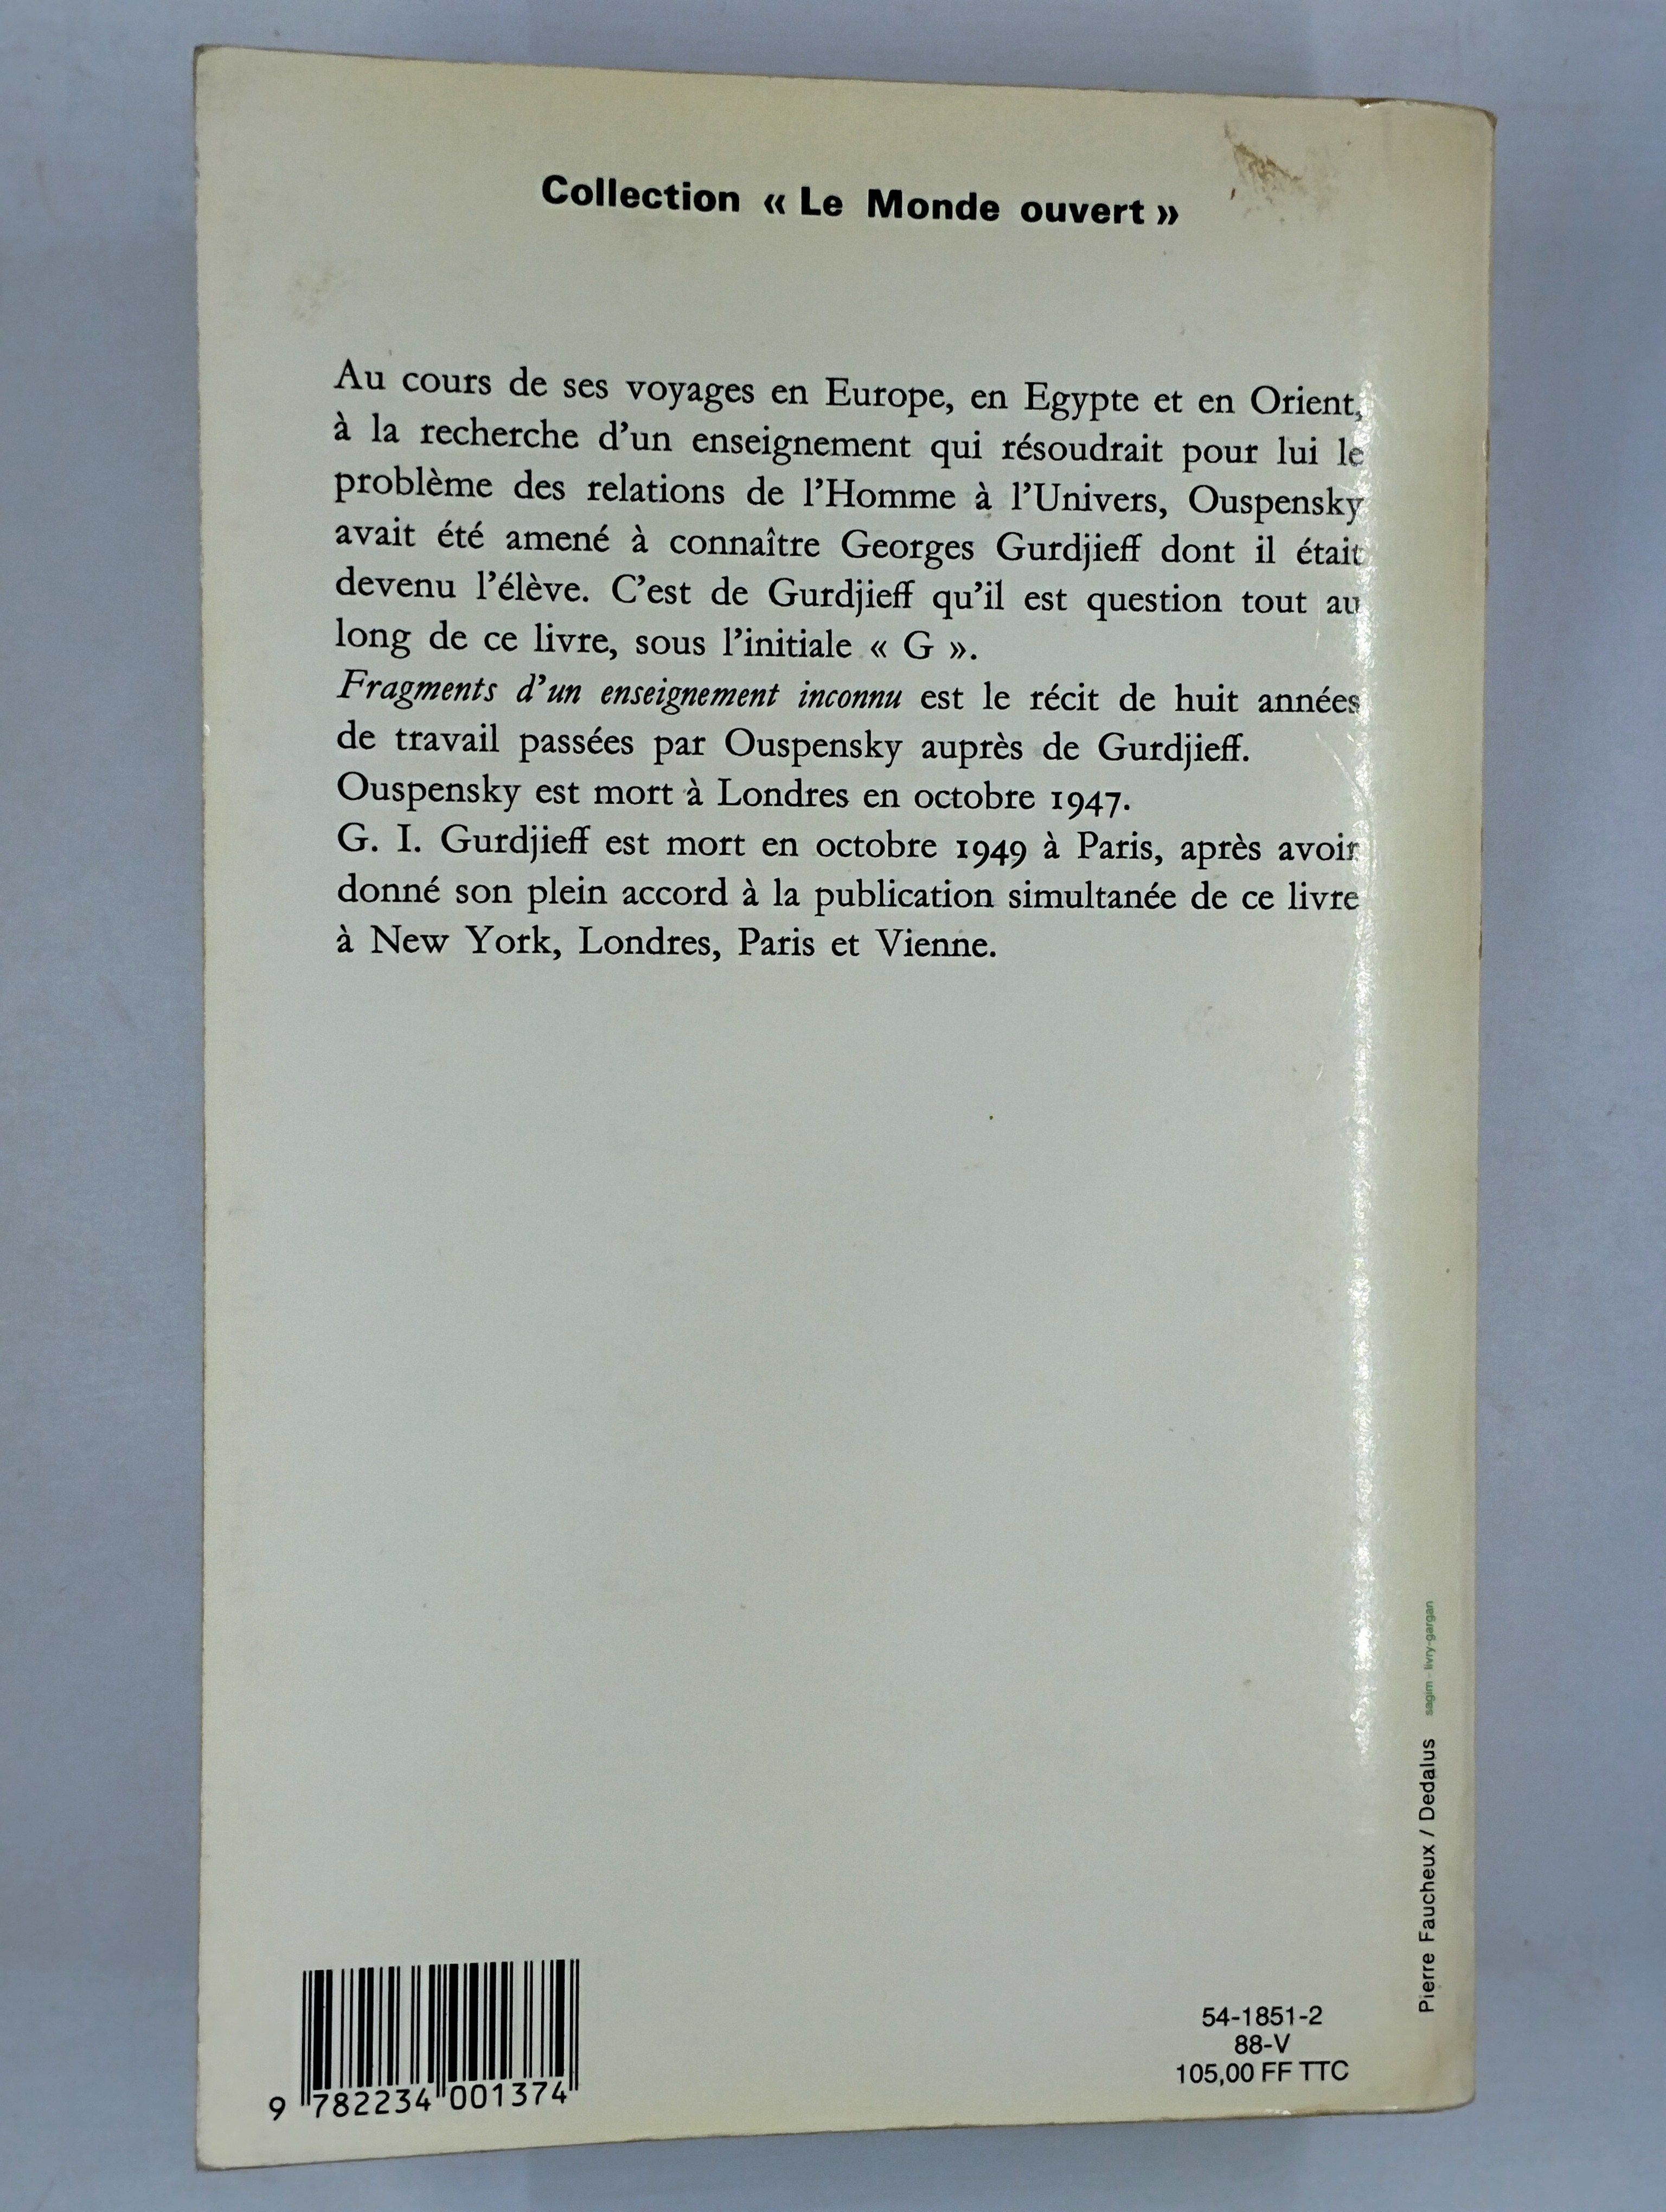 Collection « Le Monde ouvert »
Au cours de ses voyages en Europe, en Egypte et en Orient,
à la recherche d'un enseignement qui résoudrait pour lui le
problème des relations de l'Homme à l'Univers, Ouspensky
avait été amené à connaître Georges Gurdjieff dont il était
devenu l'élève. C'est de Gurdjieff qu'il est question tout au
long de ce livre, sous l'initiale « G ».
Fragments d'un enseignement inconnu est le récit de huit années
de travail passées par Ouspensky auprès de Gurdjieff.
Ouspensky est mort à Londres en octobre 1947.
G. I. Gurdjieff est mort en octobre 1949 à Paris, après avoir
donné son plein accord à la publication simultanée de ce livre
à New York, Londres, Paris et Vienne.
Pierre Faucheux / Dedalus sagim - livry-gargan
54-1851-2
88-V
105,00 FF TTC
9 782234 001374